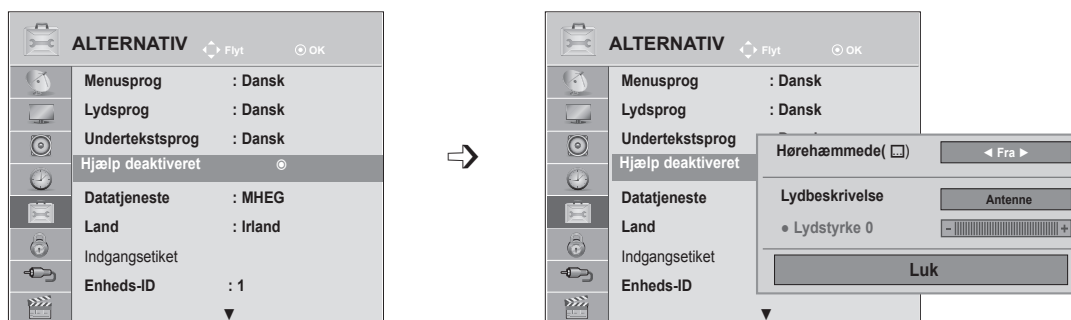 ALTERNATIV Flyt OK
Menusprog : Dansk
Lydsprog : Dansk
Undertekstsprog : Dansk
Hjælp deaktiveret
Datatjeneste : MHEG
Land : Irland
Indgangsetiket
Enheds-ID : 1
ALTERNATIV Flyt OK
Menusprog : Dansk
Lydsprog : Dansk
Undertekstsprog
Hjælp deaktiveret
Datatjeneste
Land
Indgangsetiket
Enheds-ID
Hørehæmmede( ) ◄ Fra ►
Lydbeskrivelse Antenne
● Lydstyrke 0 - +
Luk